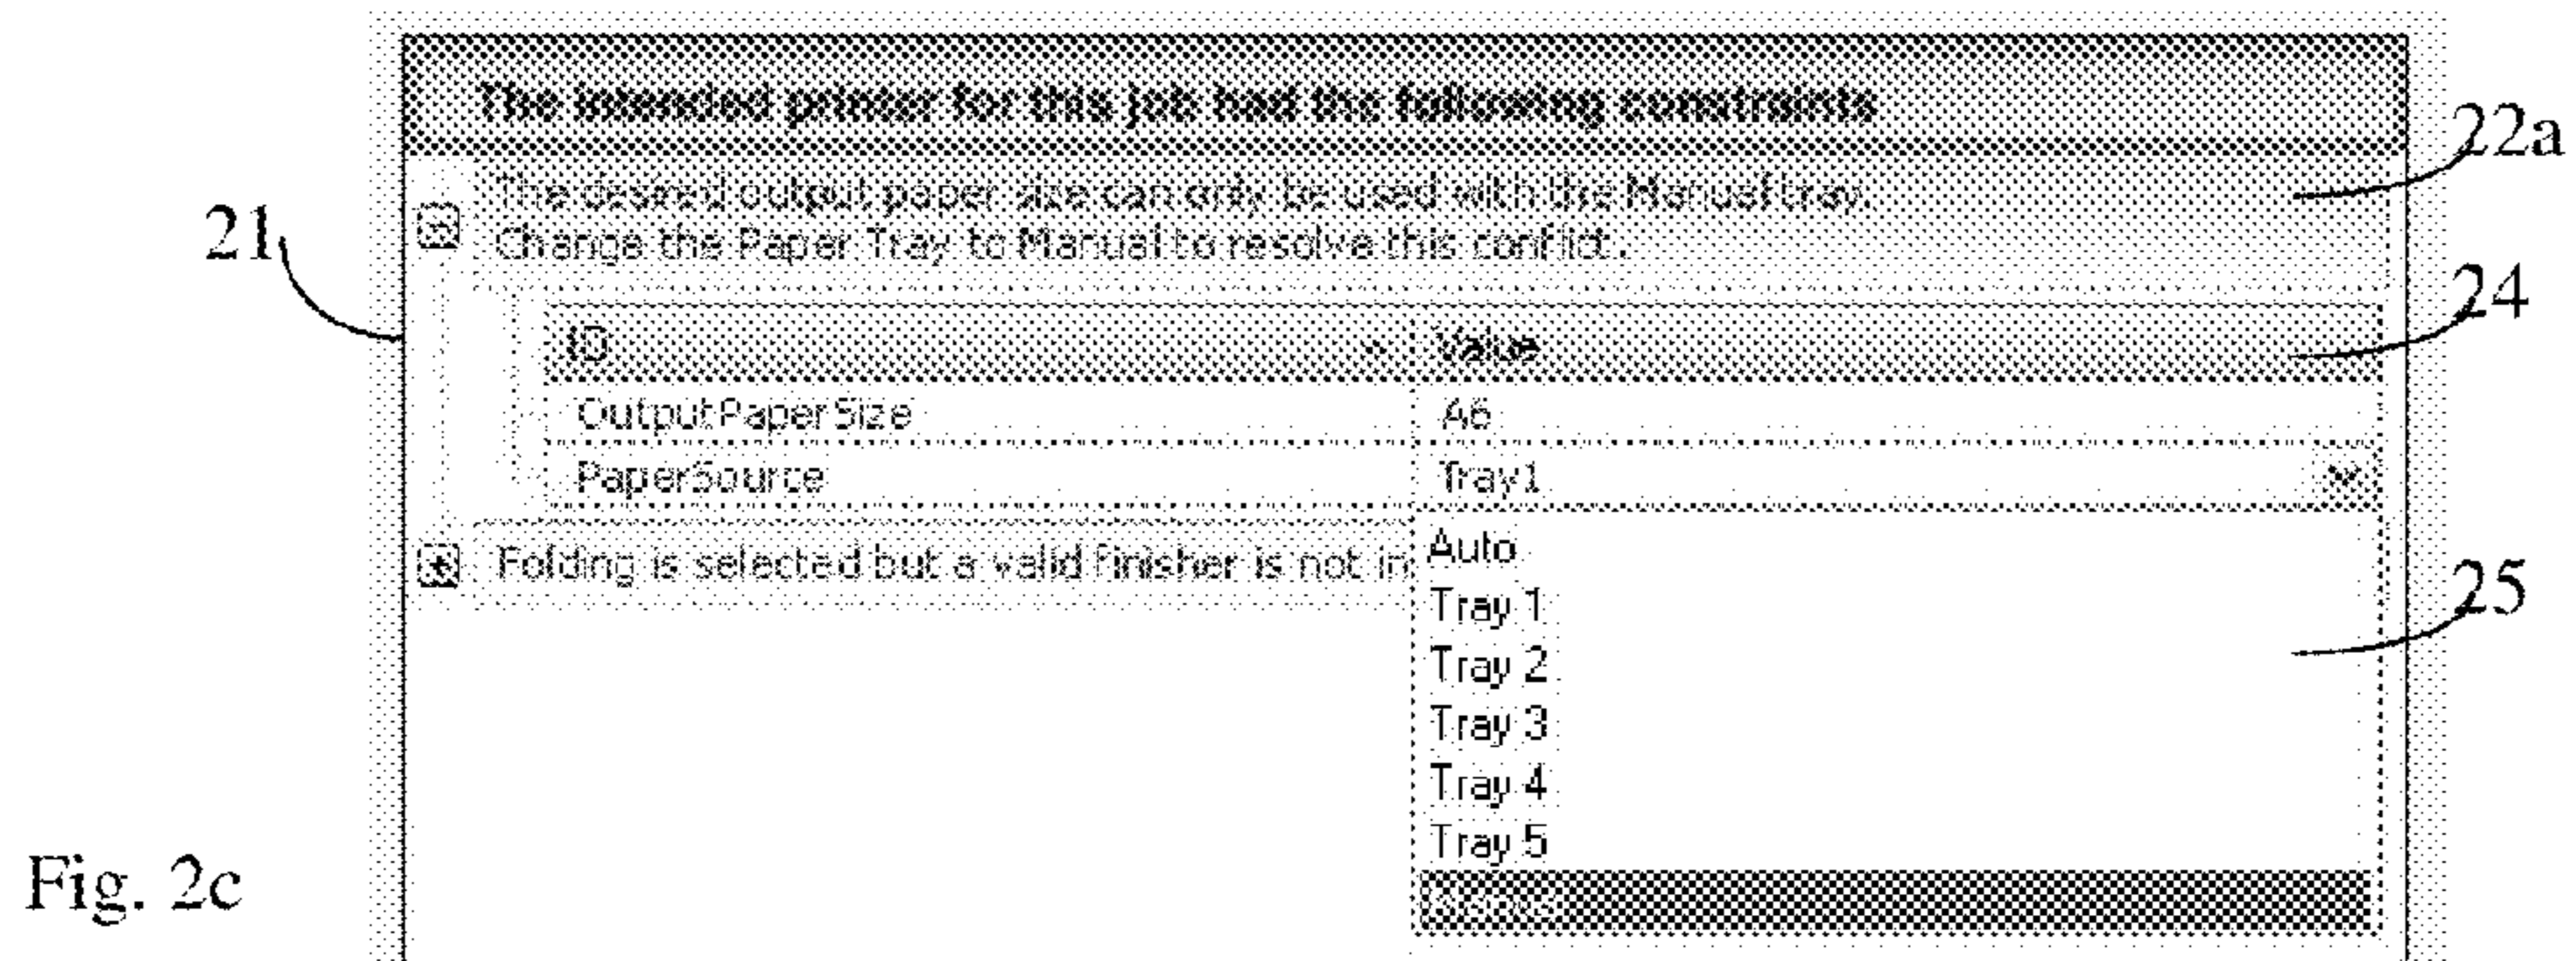 The intended printer for this job had the following constraints
22a
The desired output paper size can only be used with the Manual tray.
21
Change the Paper Tray to Manual to resolve this conflict.
24
ID Value
OutputPaperSize A6
PaperSource Tray1
Folding is selected but a valid finisher is not in
Auto
25
Tray 1
Tray 2
Tray 3
Tray 4
Tray 5
Fig. 2c